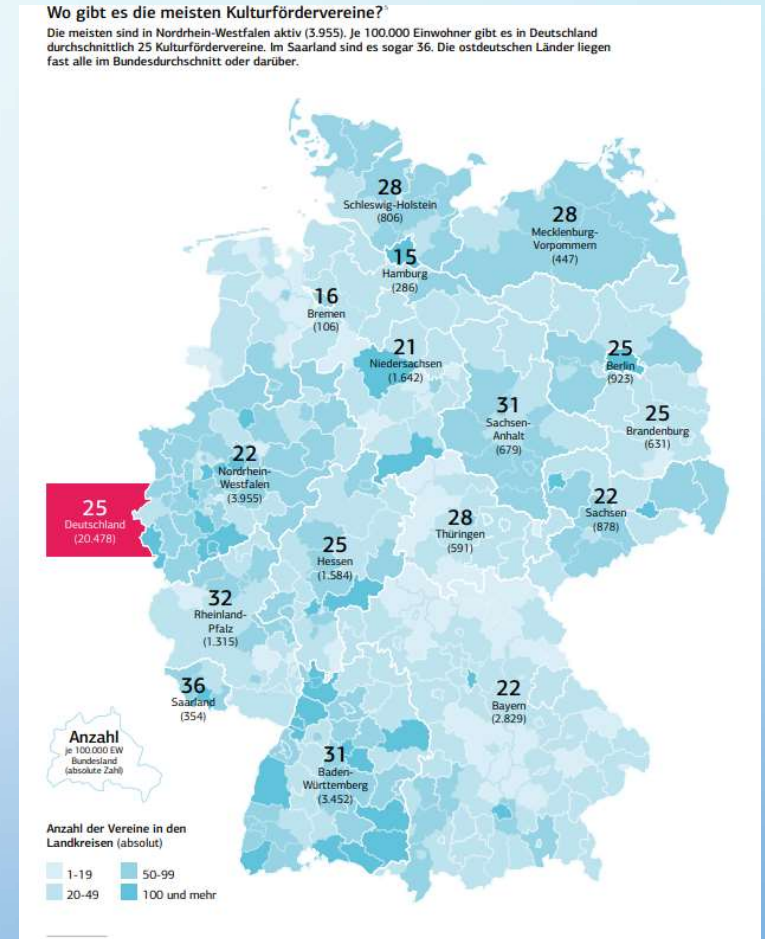 Wo gibt es die meisten Kulturfördervereine?
Die meisten sind in Nordrhein-Westfalen aktiv (3.955). Je 100.000 Einwohner gibt es in Deutschland
durchschnittlich 25 Kulturfördervereine. Im Saarland sind es sogar 36. Die ostdeutschen Länder liegen
fast alle im Bundesdurchschnitt oder darüber.
28
Schleswig-Holstein
(806)
28
Mecklenburg-
Vorpommern
(447)
15
Hamburg
(286)
16
Bremen
(106)
21
Niedersachsen
(1.642)
25
Berlin
(923)
31
Sachsen-
Anhalt
(679)
25
Brandenburg
(631)
22
Nordrhein-
Westfalen
(3.955)
22
Sachsen
(878)
25
Deutschland
(20.478)
28
Thüringen
(591)
25
Hessen
(1.584)
32
Rheinland-
Pfalz
(1.315)
36
Saarland
(354)
22
Bayern
(2.829)
31
Baden-
Württemberg
(3.452)
Anzahl
je 100.000 EW
Bundesland
(absolute Zahl)
Anzahl der Vereine in den
Landkreisen (absolut)
1-19
50-99
20-49
100 und mehr